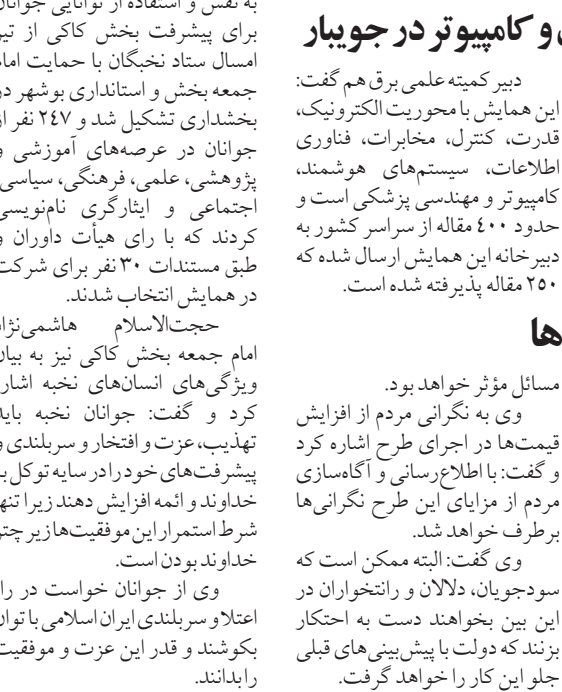 و کامپیوتر در جویبار
دبیر کمیته علمی برق هم گفت:
این همایش با محوریت الکترونیک،
قدرت، کنترل، مخابرات، فناوری
اطلاعات، سیستم‌های هوشمند،
کامپیوتر و مهندسی پزشکی است و
حدود ٤٠٠ مقاله از سراسر کشور به
دبیرخانه این همایش ارسال شده که
٢٥٠ مقاله پذیرفته شده است.
ها
مسائل مؤثر خواهد بود.
وی به نگرانی مردم از افزایش
قیمت‌ها در اجرای طرح اشاره کرد
و گفت: با اطلاع‌رسانی و آگاه‌سازی
مردم از مزایای این طرح نگرانی‌ها
برطرف خواهد شد.
وی گفت: البته ممکن است که
سودجویان، دلالان و رانتخواران در
این بین بخواهند دست به احتکار
بزنند که دولت با پیش‌بینی‌های قبلی
جلو این کار را خواهد گرفت.
به نفس و استفاده از توانایی جوانان
برای پیشرفت بخش کاکی از تیر
امسال ستاد نخبگان با حمایت امام
جمعه بخش و استانداری بوشهر در
بخشداری تشکیل شد و ٢٤٧ نفر از
جوانان در عرصه‌های آموزشی و
پژوهشی، علمی، فرهنگی، سیاسی،
اجتماعی و ایثارگری نام‌نویسی
کردند که با رای هیأت داوران و
طبق مستندات ٣٠ نفر برای شرکت
در همایش انتخاب شدند.
حجت‌الاسلام هاشمی‌نژاد
امام جمعه بخش کاکی نیز به بیان
ویژگی‌های انسان‌های نخبه اشاره
کرد و گفت: جوانان نخبه باید
تهذیب، عزت و افتخار و سربلندی و
پیشرفت‌های خود را در سایه توکل به
خداوند و ائمه افزایش دهند زیرا تنها
شرط استمرار این موفقیت‌ها زیر چتر
خداوند بودن است.
وی از جوانان خواست در راه
اعتلا و سربلندی ایران اسلامی با توان
بکوشند و قدر این عزت و موفقیت
را بدانند.